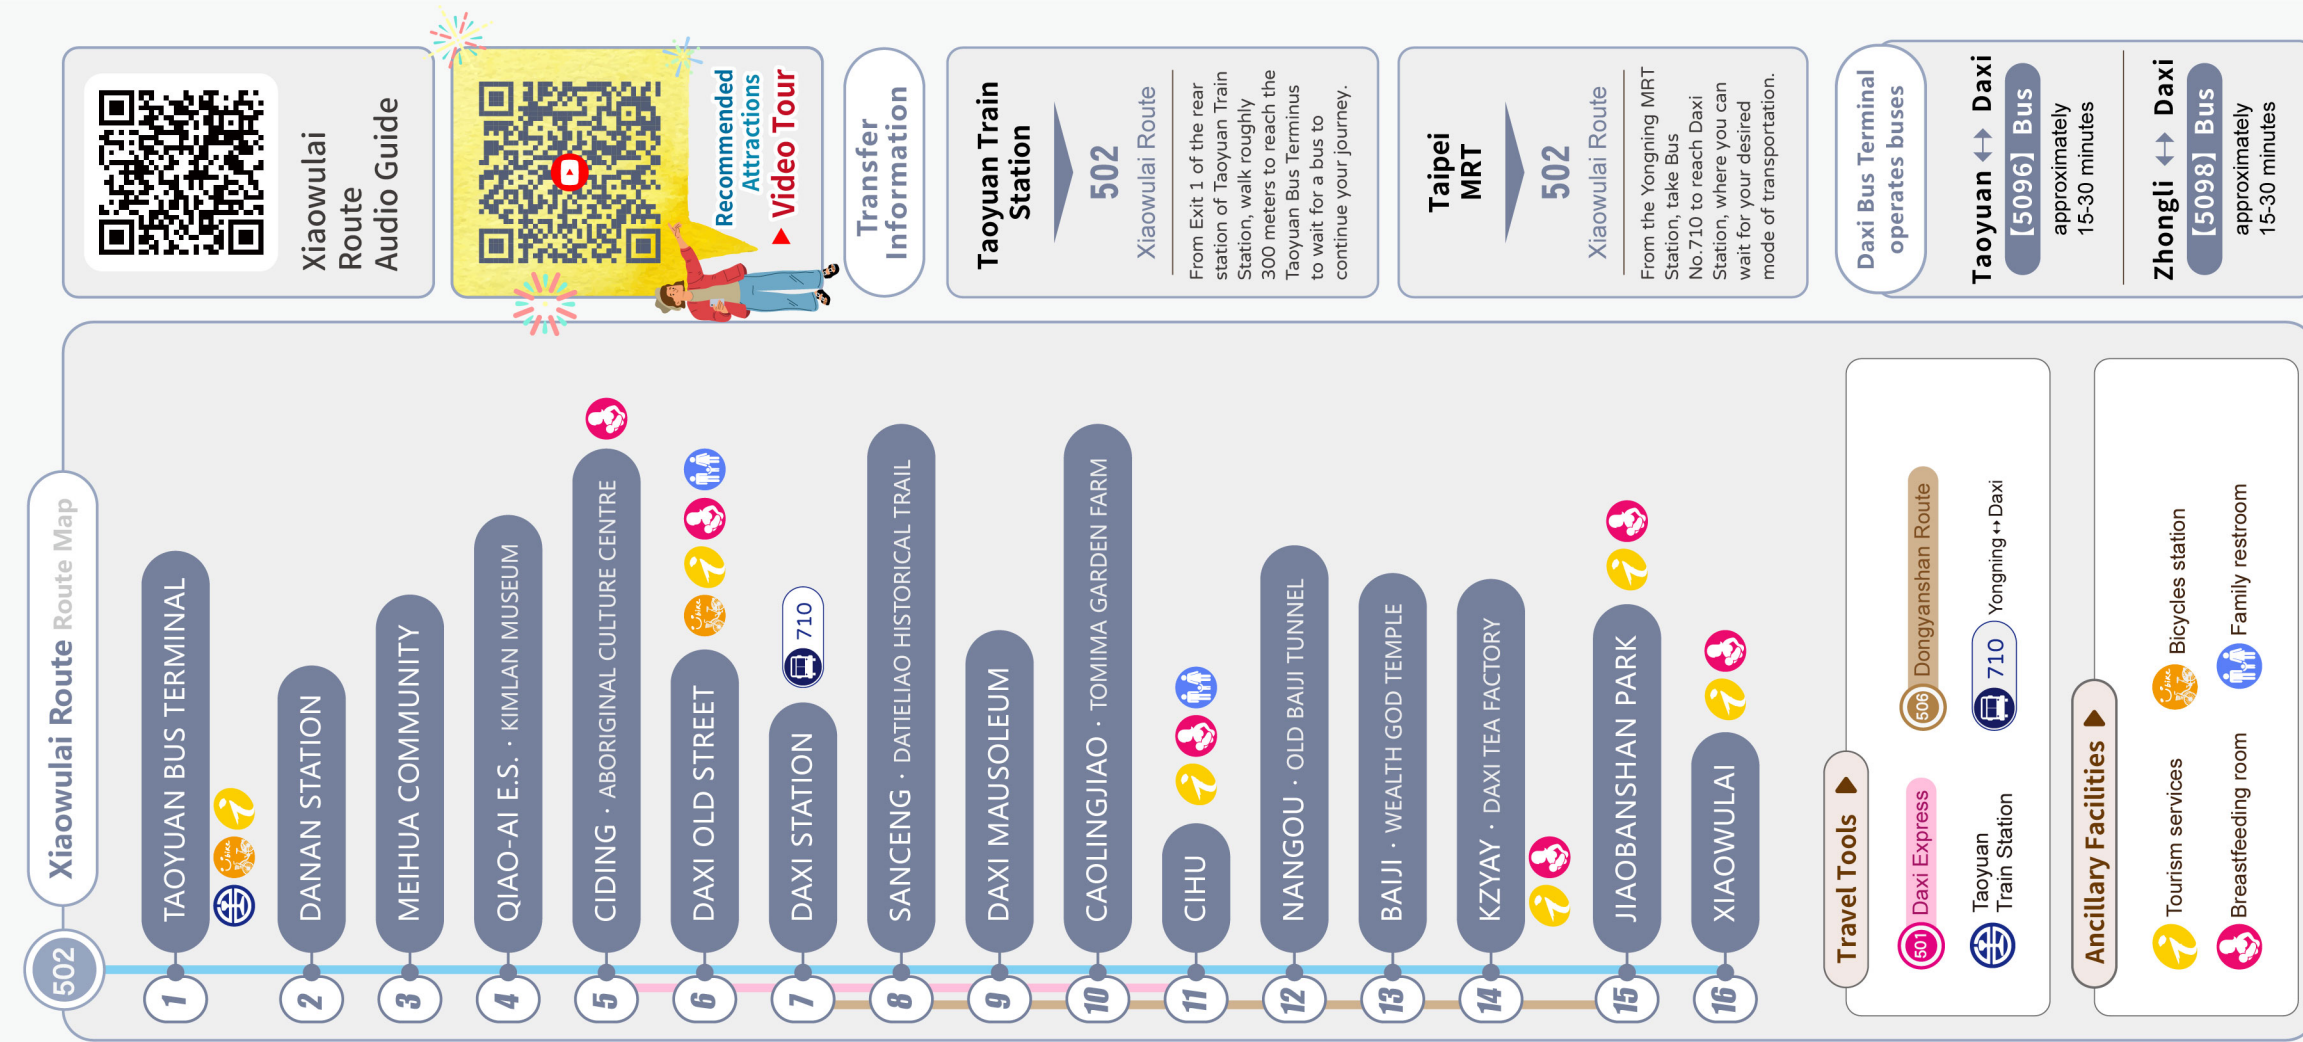 Xiaowulai Route Route Map
502
1 TAOYUAN BUS TERMINAL
bike
2 DANAN STATION
3 MEIHUA COMMUNITY
4 QIAO-AI E.S. · KIMLAN MUSEUM
5 CIDING · ABORIGINAL CULTURE CENTRE
6 DAXI OLD STREET
bike
7 DAXI STATION
710
8 SANCENG · DATIELIAO HISTORICAL TRAIL
9 DAXI MAUSOLEUM
10 CAOLINGJIAO · TOMIMA GARDEN FARM
11 CIHU
12 NANGOU · OLD BAIJI TUNNEL
13 BAIJI · WEALTH GOD TEMPLE
14 KZYAY · DAXI TEA FACTORY
15 JIAOBANSHAN PARK
16 XIAOWULAI
Travel Tools ▶
501 Daxi Express
506 Dongyanshan Route
Taoyuan
Train Station
710 Yongning↔Daxi
Ancillary Facilities ▶
Tourism services
bike Bicycles station
Breastfeeding room
Family restroom
Xiaowulai
Route
Audio Guide
Recommended
Attractions
▶ Video Tour
Transfer
Information
Taoyuan Train
Station
502
Xiaowulai Route
From Exit 1 of the rear
station of Taoyuan Train
Station, walk roughly
300 meters to reach the
Taoyuan Bus Terminus
to wait for a bus to
continue your journey.
Taipei
MRT
502
Xiaowulai Route
From the Yongning MRT
Station, take Bus
No.710 to reach Daxi
Station, where you can
wait for your desired
mode of transportation.
Daxi Bus Terminal
operates buses
Taoyuan ↔ Daxi
【5096】Bus
approximately
15-30 minutes
Zhongli ↔ Daxi
【5098】Bus
approximately
15-30 minutes